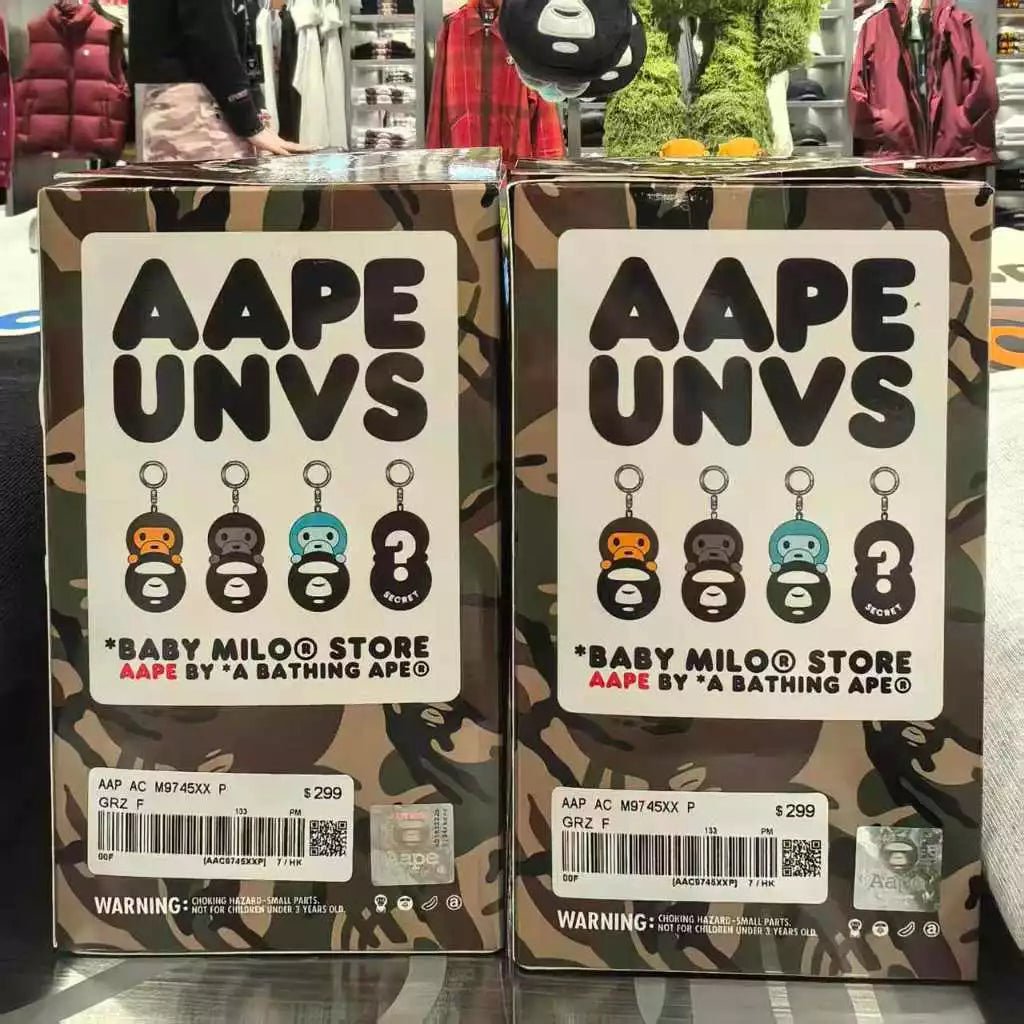 AAPE
UNVS
?
SECRET
*BABY MILO® STORE
AAPE BY *A BATHING APE®
AAP AC M9745XX P
$299
GRZ F
133 PM
00F [AAC9745XXP] 7 / HK
Aape
WARNING: CHOKING HAZARD-SMALL PARTS.
NOT FOR CHILDREN UNDER 3 YEARS OLD.
AAPE
UNVS
?
SECRET
*BABY MILO® STORE
AAPE BY *A BATHING APE®
AAP AC M9745XX P
$299
GRZ F
133 PM
00F [AAC9745XXP] 7 / HK
Aape
WARNING: CHOKING HAZARD-SMALL PARTS.
NOT FOR CHILDREN UNDER 3 YEARS OLD.